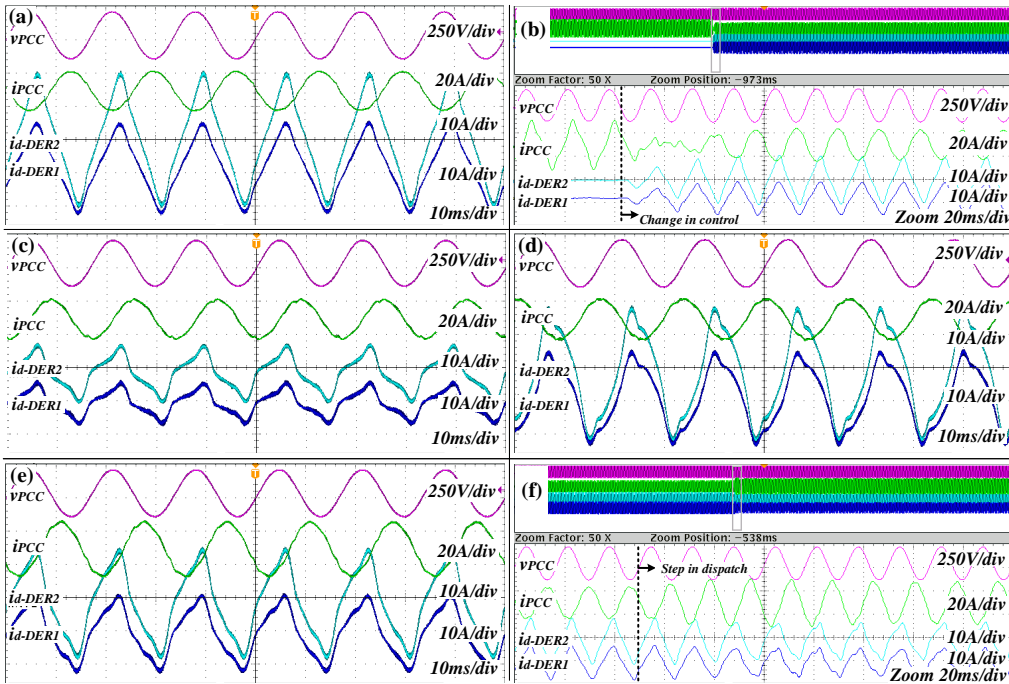 (a)
vPCC
250V/div
iPCC
20A/div
10A/div
id-DER2
id-DER1
10A/div
10ms/div
(b)
Zoom Factor: 50 X Zoom Position: -973ms
vPCC
250V/div
iPCC
20A/div
10A/div
id-DER2
id-DER1
10A/div
Change in control
Zoom 20ms/div
(c)
vPCC
250V/div
iPCC
20A/div
10A/div
id-DER2
id-DER1
10A/div
10ms/div
(d)
vPCC
250V/div
iPCC
20A/div
10A/div
id-DER2
id-DER1
10A/div
10ms/div
(e)
vPCC
250V/div
iPCC
20A/div
10A/div
id-DER2
id-DER1
10A/div
10ms/div
(f)
Zoom Factor: 50 X Zoom Position: -538ms
vPCC
Step in dispatch
250V/div
iPCC
20A/div
id-DER2
10A/div
id-DER1
10A/div
Zoom 20ms/div